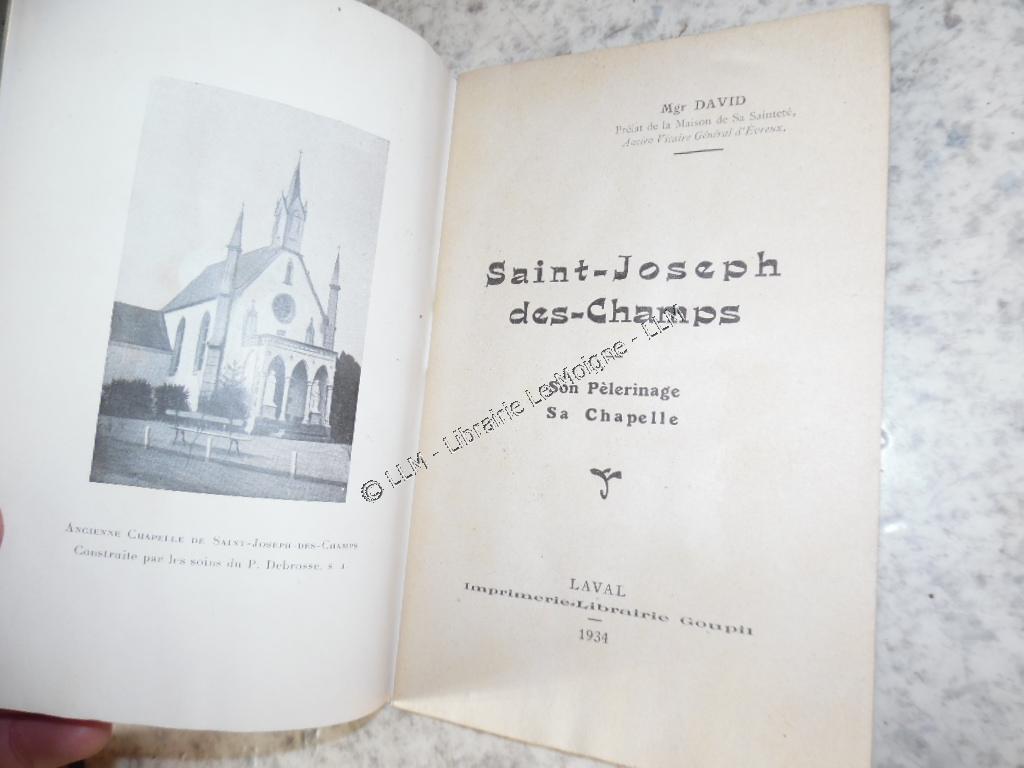 ANCIENNE CHAPELLE DE SAINT-JOSEPH-DES-CHAMPS
Construite par les soins du P. Debrosse, S. J.
Mgr DAVID
Prélat de la Maison de Sa Sainteté,
Ancien Vicaire Général d'Evreux.
Saint-Joseph
des-Champs
Son Pèlerinage
Sa Chapelle
LAVAL
Imprimerie-Librairie Goupil
1934
© LLM - Librairie Le Moigne - LLM